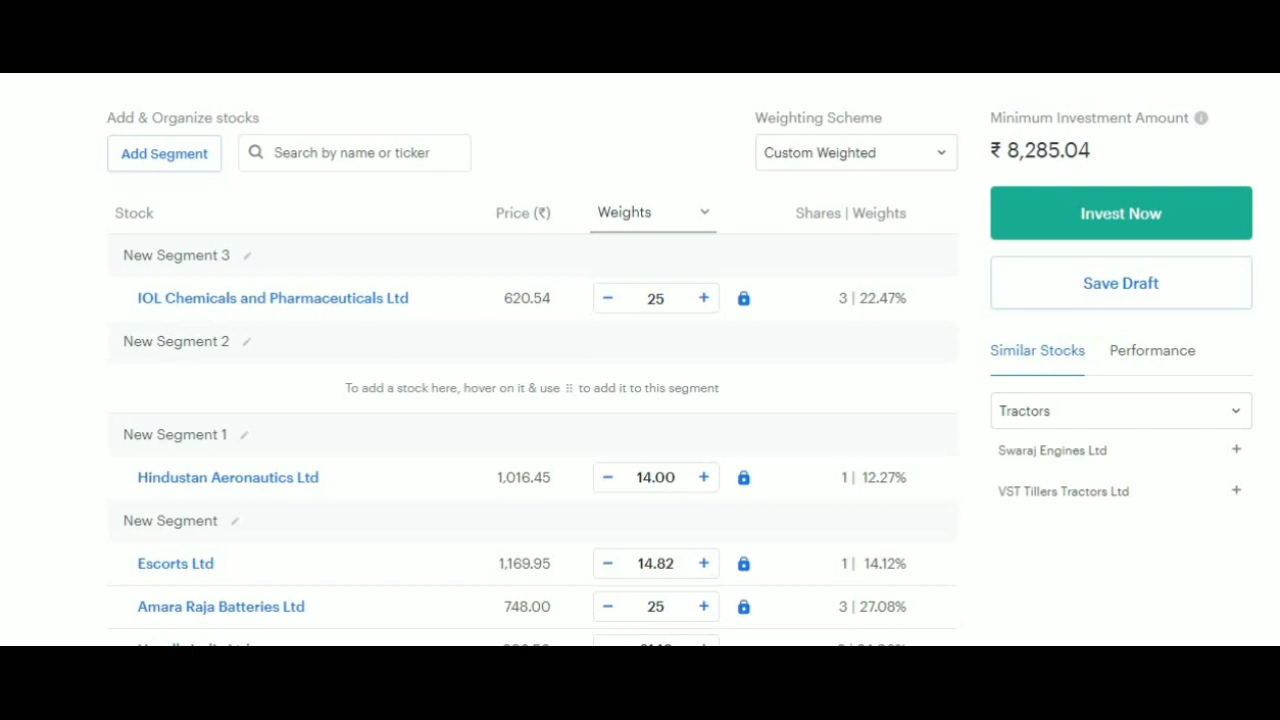 Add & Organize stocks
Add Segment
Search by name or ticker
Weighting Scheme
Custom Weighted
Minimum Investment Amount
₹ 8,285.04
Invest Now
Save Draft
Stock Price (₹) Weights Shares | Weights
New Segment 3
IOL Chemicals and Pharmaceuticals Ltd 620.54 − 25 + 3 | 22.47%
New Segment 2
To add a stock here, hover on it & use ⠿ to add it to this segment
New Segment 1
Hindustan Aeronautics Ltd 1,016.45 − 14.00 + 1 | 12.27%
New Segment
Escorts Ltd 1,169.95 − 14.82 + 1 | 14.12%
Amara Raja Batteries Ltd 748.00 − 25 + 3 | 27.08%
Similar Stocks Performance
Tractors
Swaraj Engines Ltd +
VST Tillers Tractors Ltd +